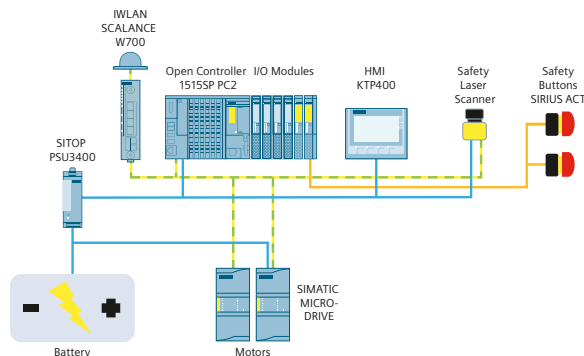 IWLAN
SCALANCE
W700
Open Controller
1515SP PC2
I/O Modules
HMI
KTP400
Safety
Laser
Scanner
Safety
Buttons
SIRIUS ACT
SITOP
PSU3400
SIMATIC
MICRO-
DRIVE
Battery
Motors